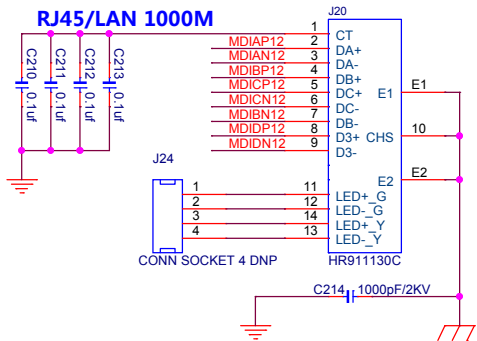 RJ45/LAN 1000M
J20
C210 0.1uf
C211 0.1uf
C212 0.1uf
C213 0.1uf
1 CT
MDIAP12 2 DA+
MDIAN12 3 DA-
MDIBP12 4 DB+
MDICP12 5 DC+
MDICN12 6 DC-
MDIBN12 7 DB-
MDIDP12 8 D3+
MDIDN12 9 D3-
E1 E1
CHS 10
E2 E2
J24
1 11 LED+_G
2 12 LED-_G
3 14 LED+_Y
4 13 LED-_Y
CONN SOCKET 4 DNP
HR911130C
C214 1000pF/2KV